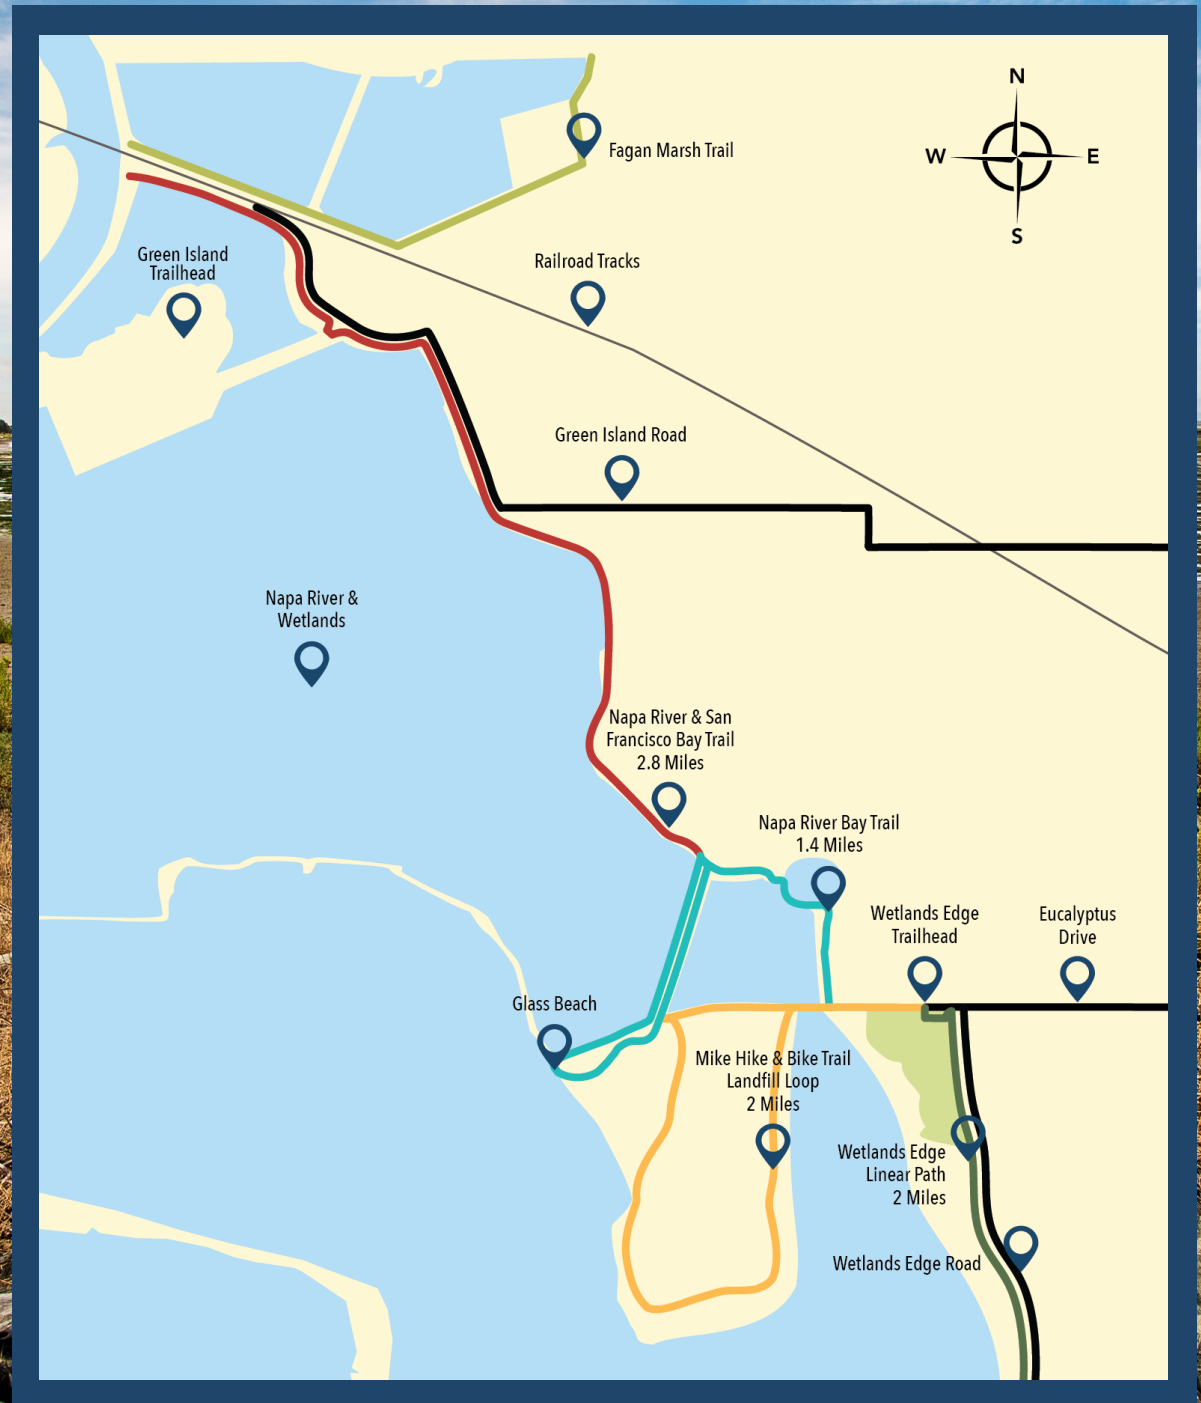 N
W
E
S
Fagan Marsh Trail
Green Island
Trailhead
Railroad Tracks
Green Island Road
Napa River &
Wetlands
Napa River & San
Francisco Bay Trail
2.8 Miles
Napa River Bay Trail
1.4 Miles
Wetlands Edge
Trailhead
Eucalyptus
Drive
Glass Beach
Mike Hike & Bike Trail
Landfill Loop
2 Miles
Wetlands Edge
Linear Path
2 Miles
Wetlands Edge Road